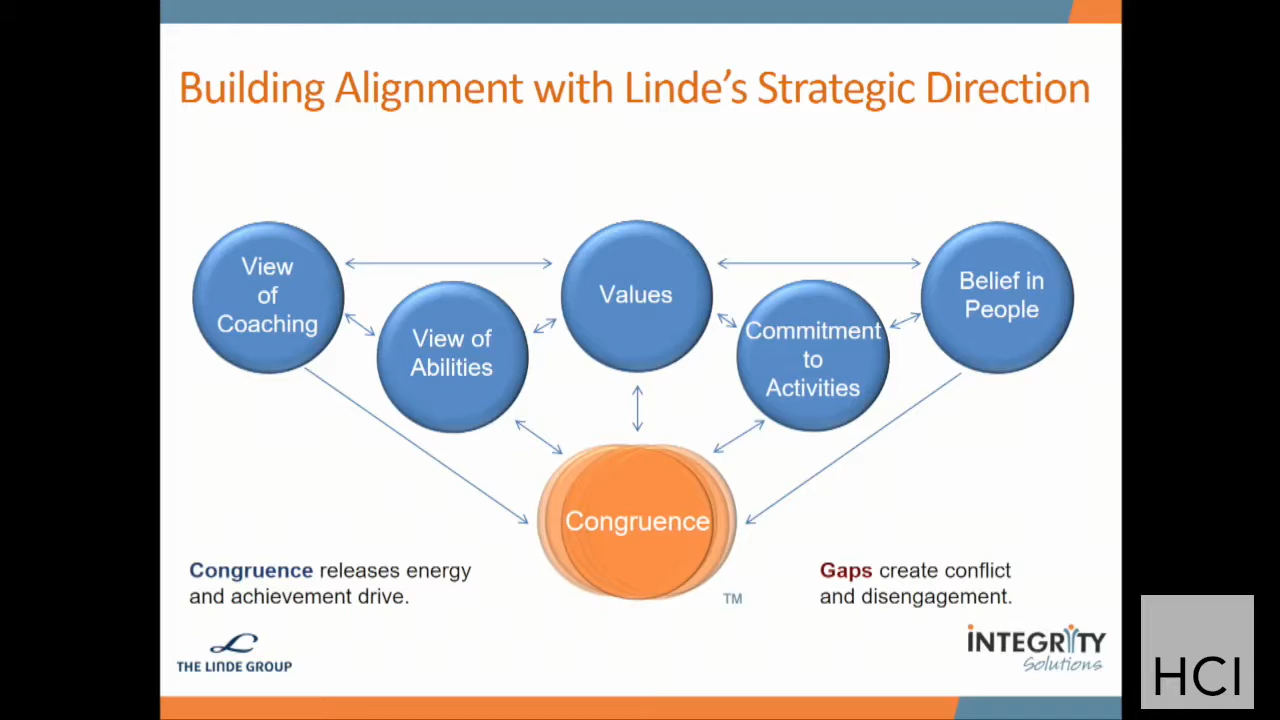 Building Alignment with Linde's Strategic Direction
View
of
Coaching
View of
Abilities
Values
Commitment
to
Activities
Belief in
People
Congruence
TM
Congruence releases energy
and achievement drive.
Gaps create conflict
and disengagement.
THE LINDE GROUP
INTEGRITY
Solutions
HCI